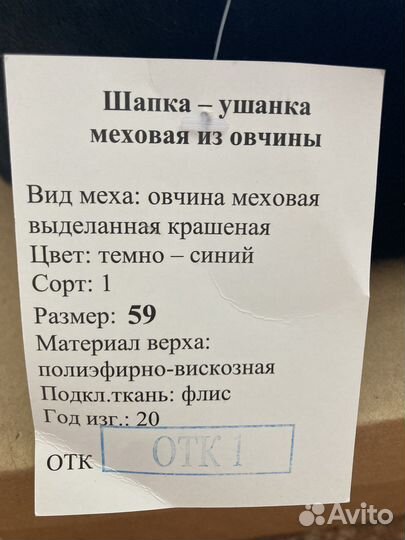 Шапка – ушанка
меховая из овчины
Вид меха: овчина меховая
выделанная крашеная
Цвет: темно – синий
Сорт: 1
Размер: 59
Материал верха:
полиэфирно-вискозная
Подкл.ткань: флис
Год изг.: 20
ОТК ОТК 1
Avito